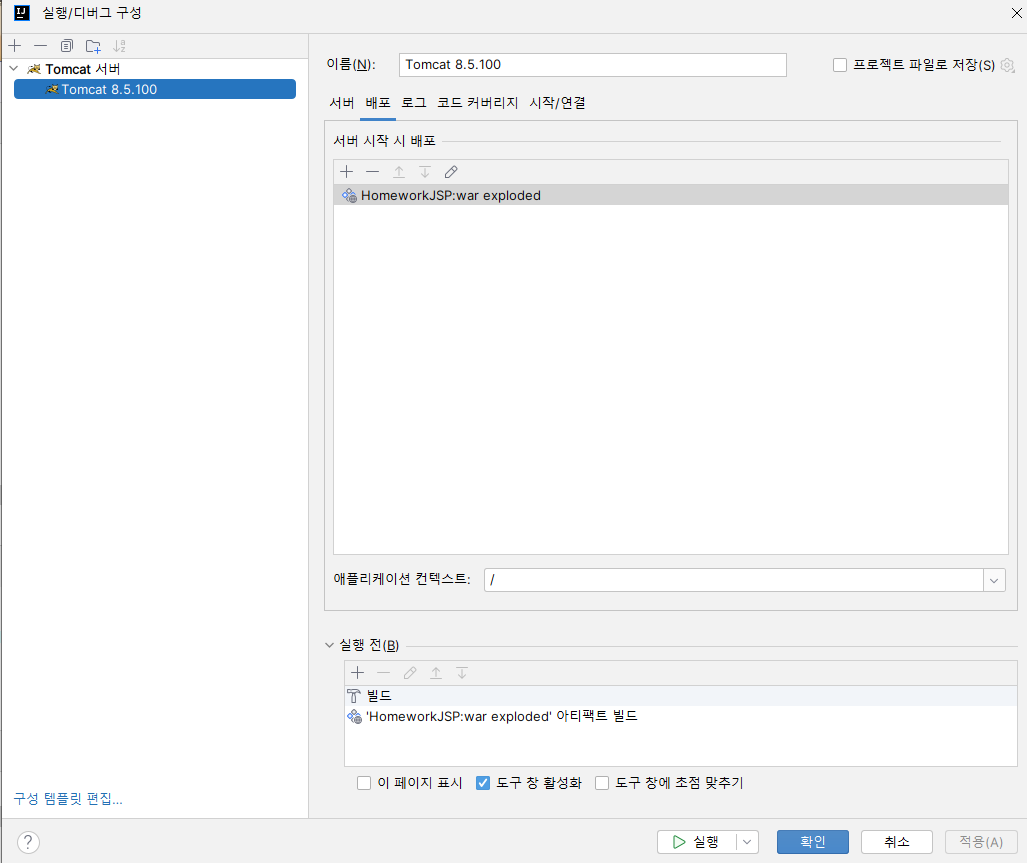 실행/디버그 구성
Tomcat 서버
Tomcat 8.5.100
이름(N):
Tomcat 8.5.100
프로젝트 파일로 저장(S)
서버 배포 로그 코드 커버리지 시작/연결
서버 시작 시 배포
HomeworkJSP:war exploded
애플리케이션 컨텍스트:
/
실행 전(B)
빌드
'HomeworkJSP:war exploded' 아티팩트 빌드
이 페이지 표시
도구 창 활성화
도구 창에 초점 맞추기
구성 템플릿 편집...
?
실행
확인
취소
적용(A)